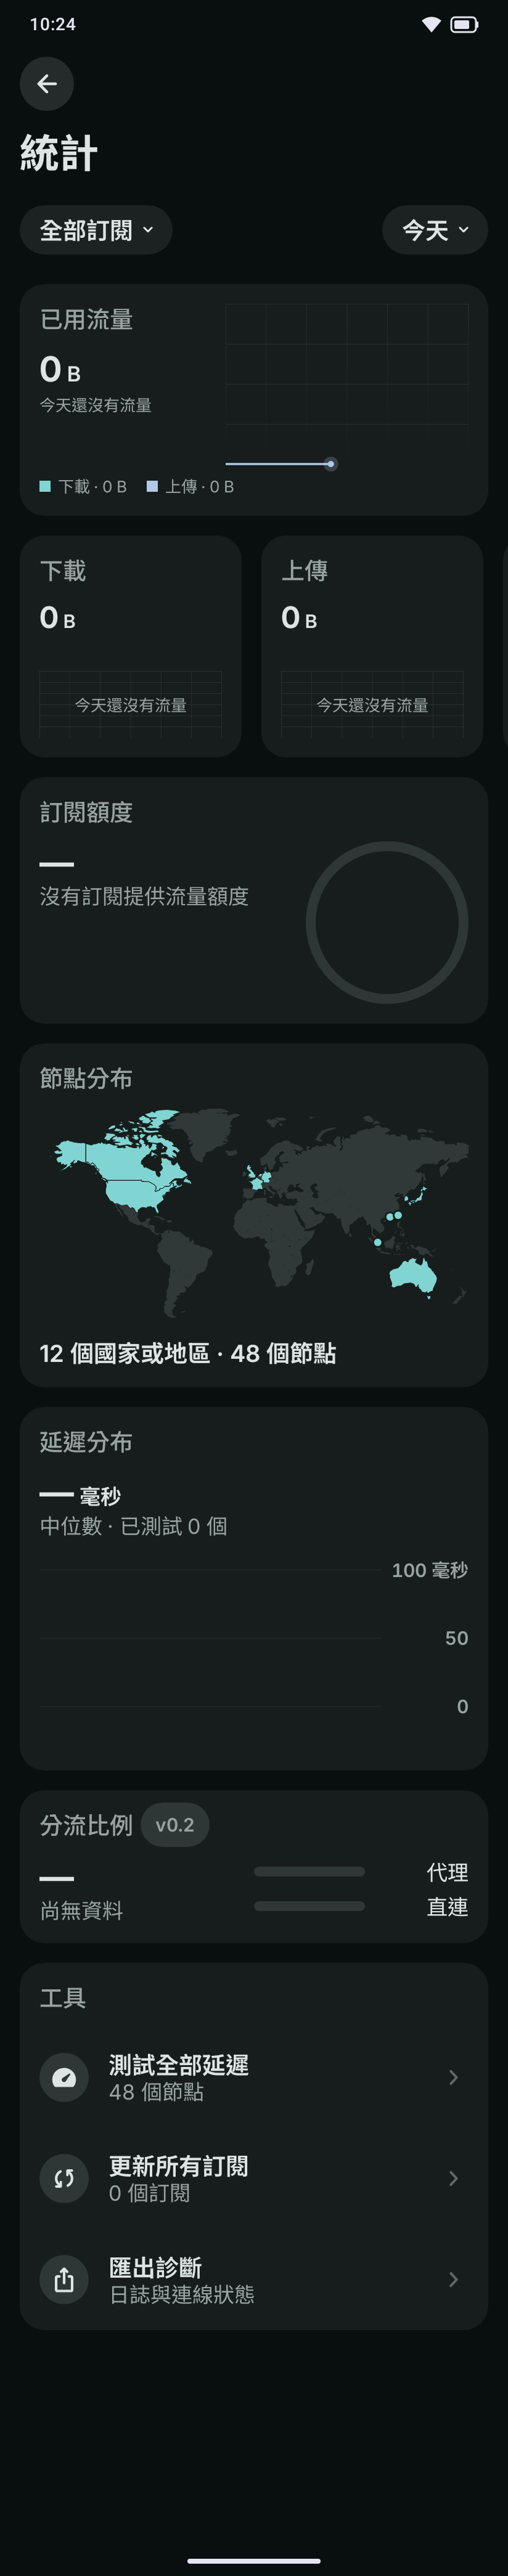 10:24
統計
全部訂閱
今天
已用流量
0 B
今天還沒有流量
下載 · 0 B
上傳 · 0 B
下載
0 B
今天還沒有流量
上傳
0 B
今天還沒有流量
訂閱額度
—
沒有訂閱提供流量額度
節點分布
12 個國家或地區 · 48 個節點
延遲分布
— 毫秒
中位數 · 已測試 0 個
100 毫秒
50
0
分流比例 v0.2
—
尚無資料
代理
直連
工具
測試全部延遲
48 個節點
更新所有訂閱
0 個訂閱
匯出診斷
日誌與連線狀態